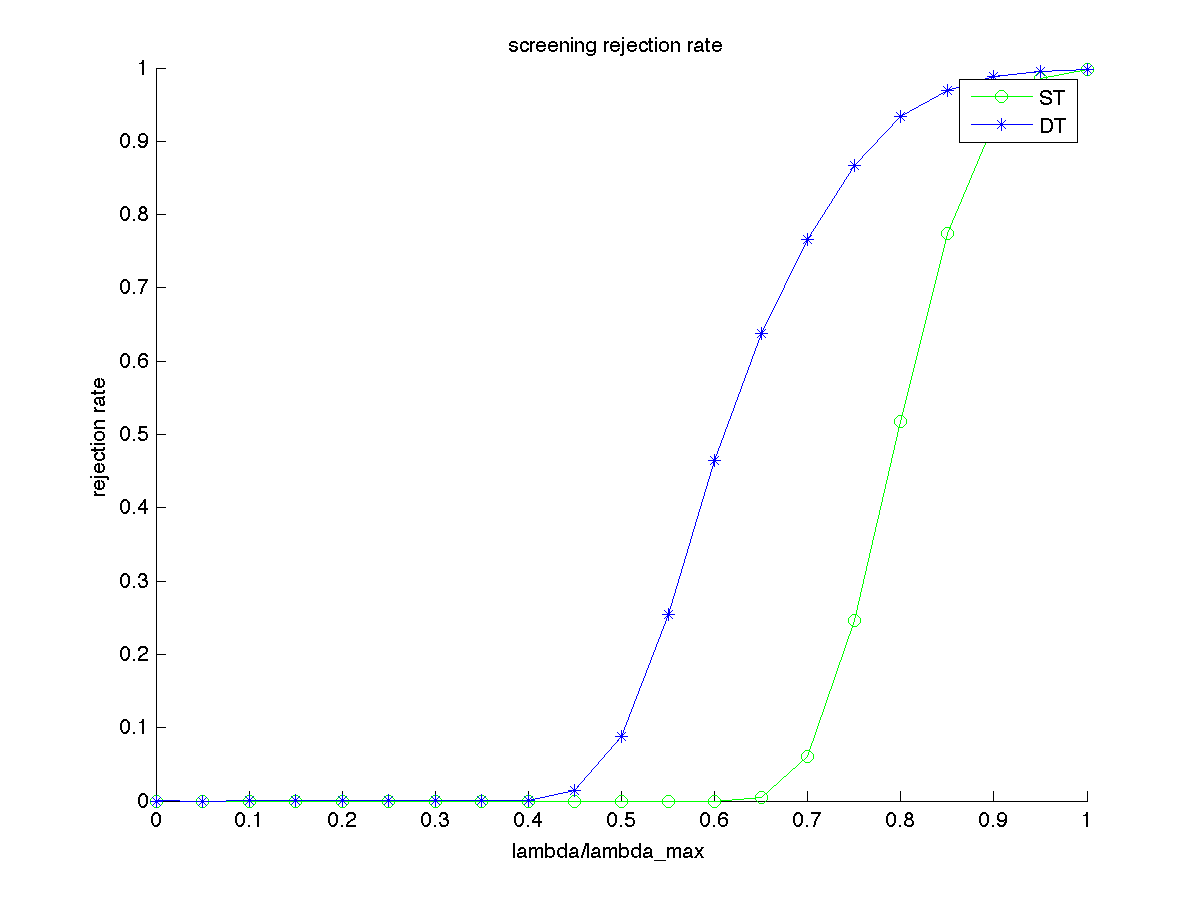 screening rejection rate
ST
DT
1
0.9
0.8
0.7
0.6
0.5
0.4
0.3
0.2
0.1
0
rejection rate
0 0.1 0.2 0.3 0.4 0.5 0.6 0.7 0.8 0.9 1
lambda/lambda_max